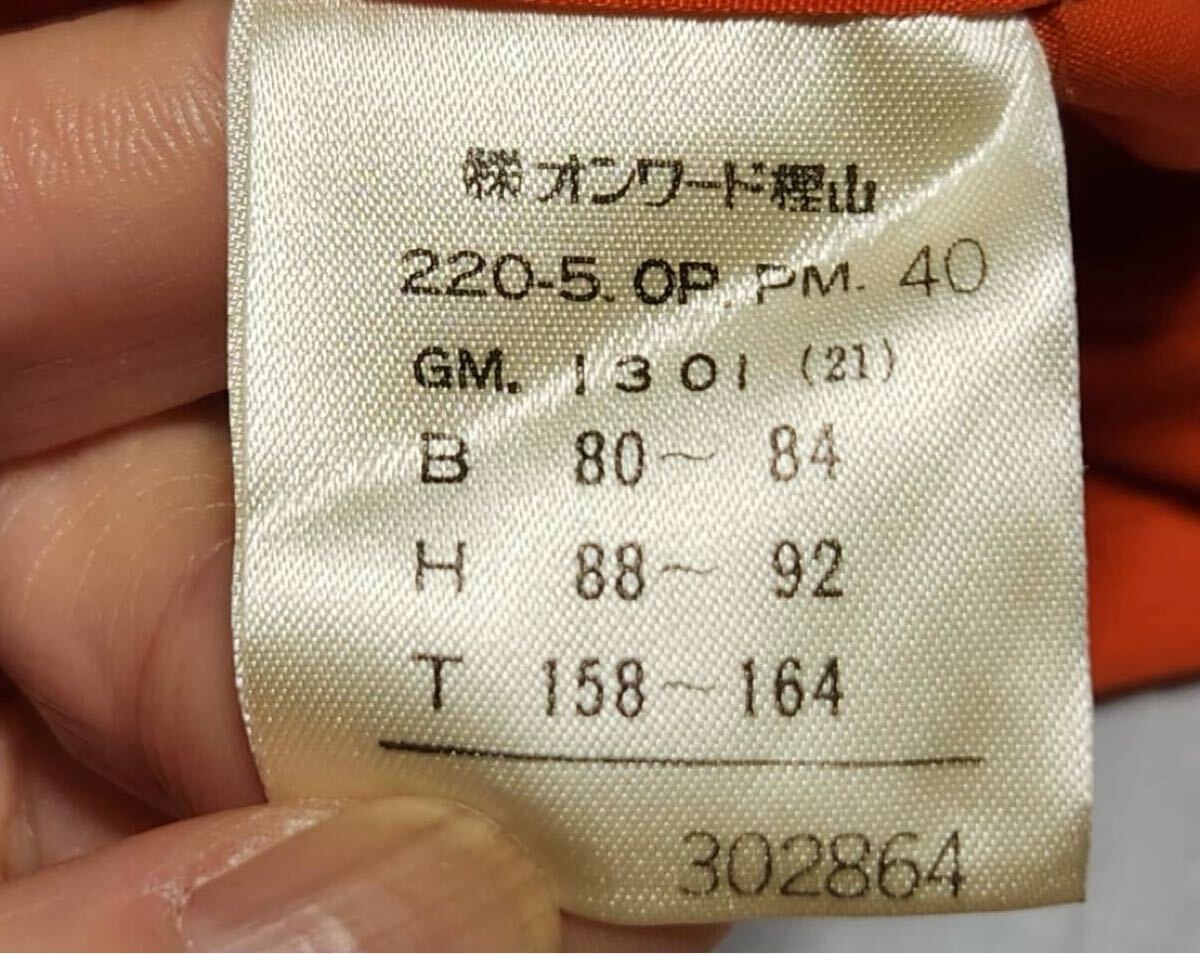 ㈱オンワード樫山
220-5. OP. PM. 40
GM. 1301 (21)
B 80～ 84
H 88～ 92
T 158～164
302864